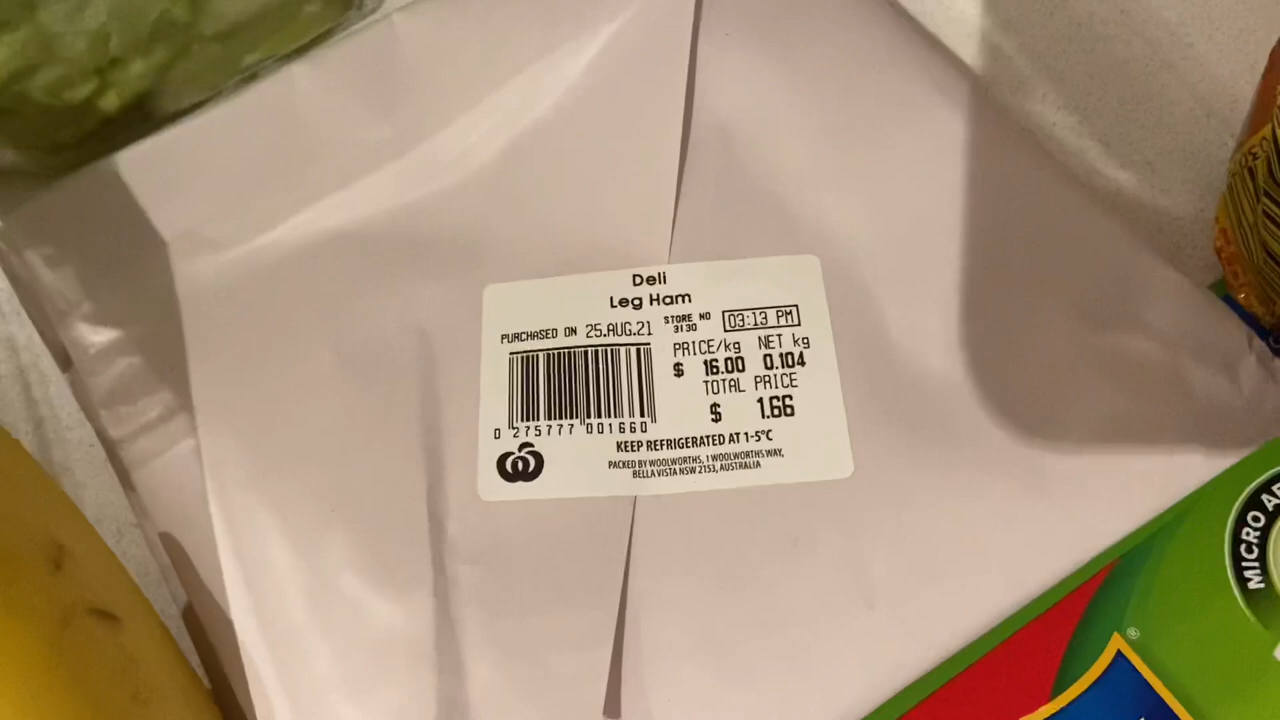 Deli
Leg Ham
PURCHASED ON 25.AUG.21
STORE NO
3130
03:13 PM
PRICE/kg NET kg
$ 16.00 0.104
TOTAL PRICE
$ 1.66
0 275777 001660
KEEP REFRIGERATED AT 1-5°C
PACKED BY WOOLWORTHS, 1 WOOLWORTHS WAY,
BELLA VISTA NSW 2153, AUSTRALIA
MICRO
®